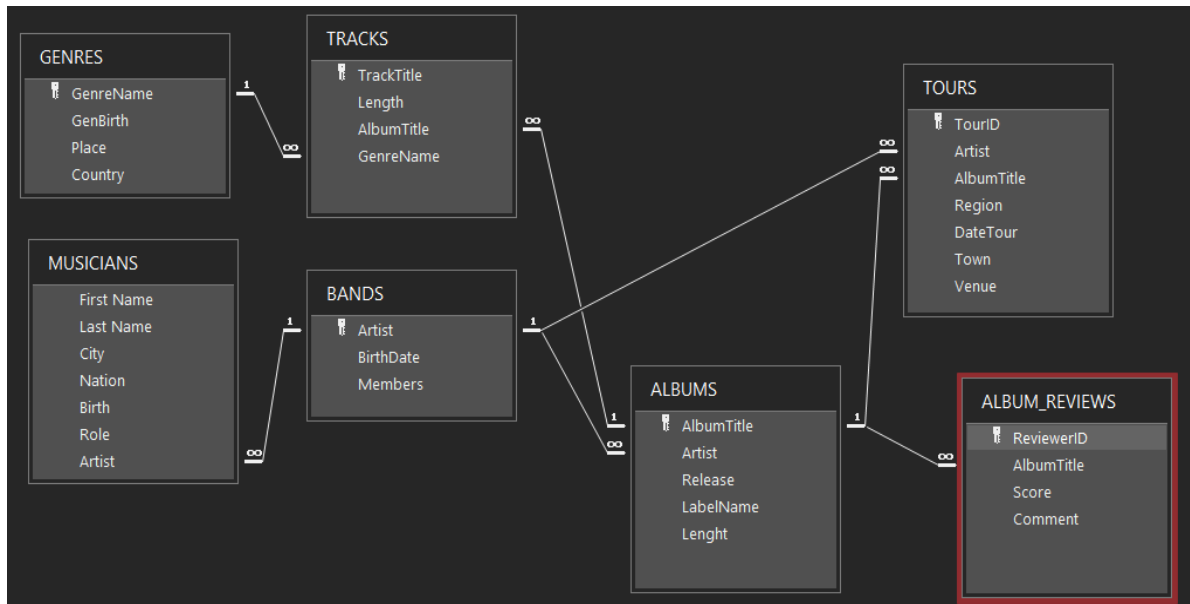 GENRES
GenreName
GenBirth
Place
Country
1
∞
TRACKS
TrackTitle
Length
AlbumTitle
GenreName
∞
MUSICIANS
First Name
Last Name
City
Nation
Birth
Role
Artist
1
∞
BANDS
Artist
BirthDate
Members
1
∞
∞
TOURS
TourID
Artist
AlbumTitle
Region
DateTour
Town
Venue
1
∞
ALBUMS
AlbumTitle
Artist
Release
LabelName
Lenght
1
∞
ALBUM_REVIEWS
ReviewerID
AlbumTitle
Score
Comment